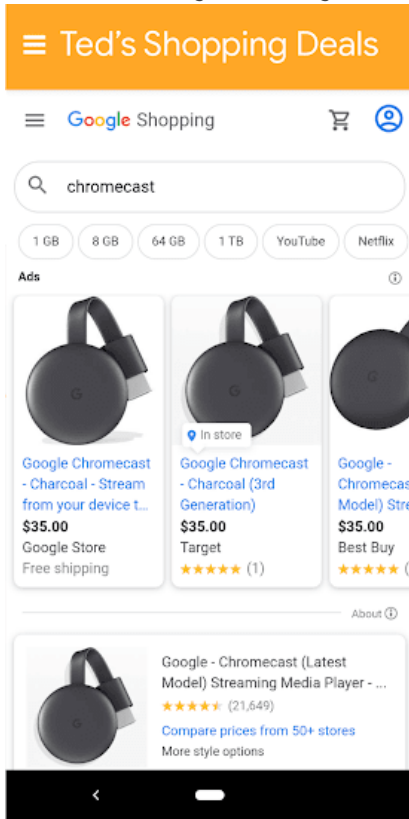 Ted's Shopping Deals
Google Shopping
chromecast
1 GB
8 GB
64 GB
1 TB
YouTube
Netflix
Ads
In store
Google Chromecast
- Charcoal - Stream
from your device t...
$35.00
Google Store
Free shipping
Google Chromecast
- Charcoal (3rd
Generation)
$35.00
Target
★★★★★ (1)
Google -
Chromecas
Model) Stre
$35.00
Best Buy
★★★★★ (
About
Google - Chromecast (Latest
Model) Streaming Media Player - ...
★★★★★ (21,649)
Compare prices from 50+ stores
More style options